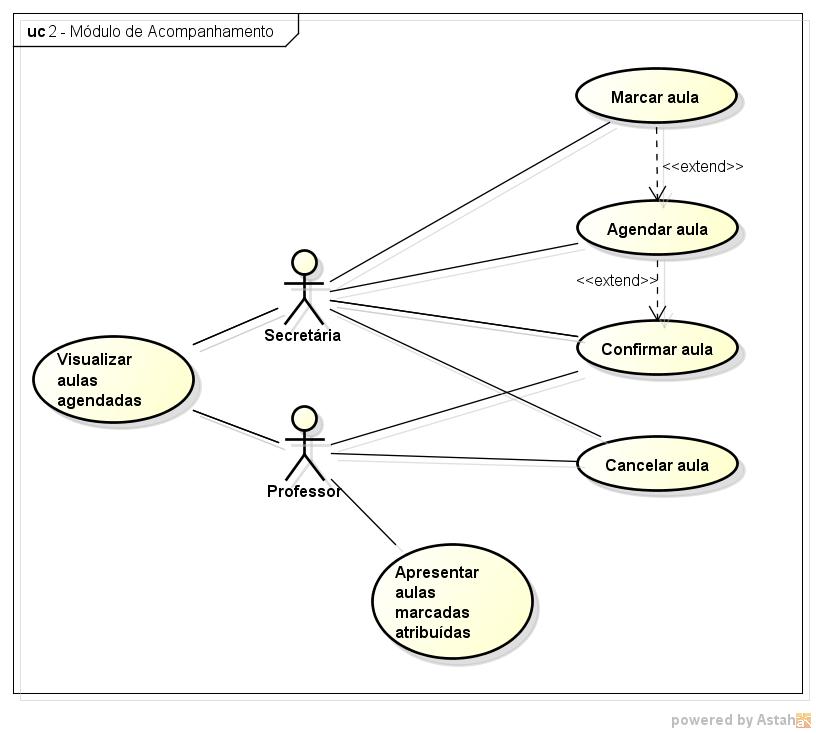 uc 2 - Módulo de Acompanhamento
Marcar aula
<<extend>>
Agendar aula
<<extend>>
Secretária
Confirmar aula
Visualizar
aulas
agendadas
Cancelar aula
Professor
Apresentar
aulas
marcadas
atribuídas
powered by Astah